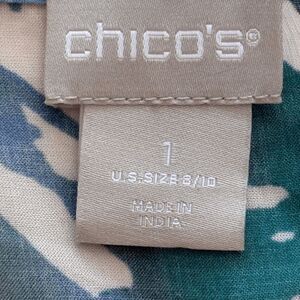 chico's®
1
U.S. SIZE 8/10
MADE IN
INDIA